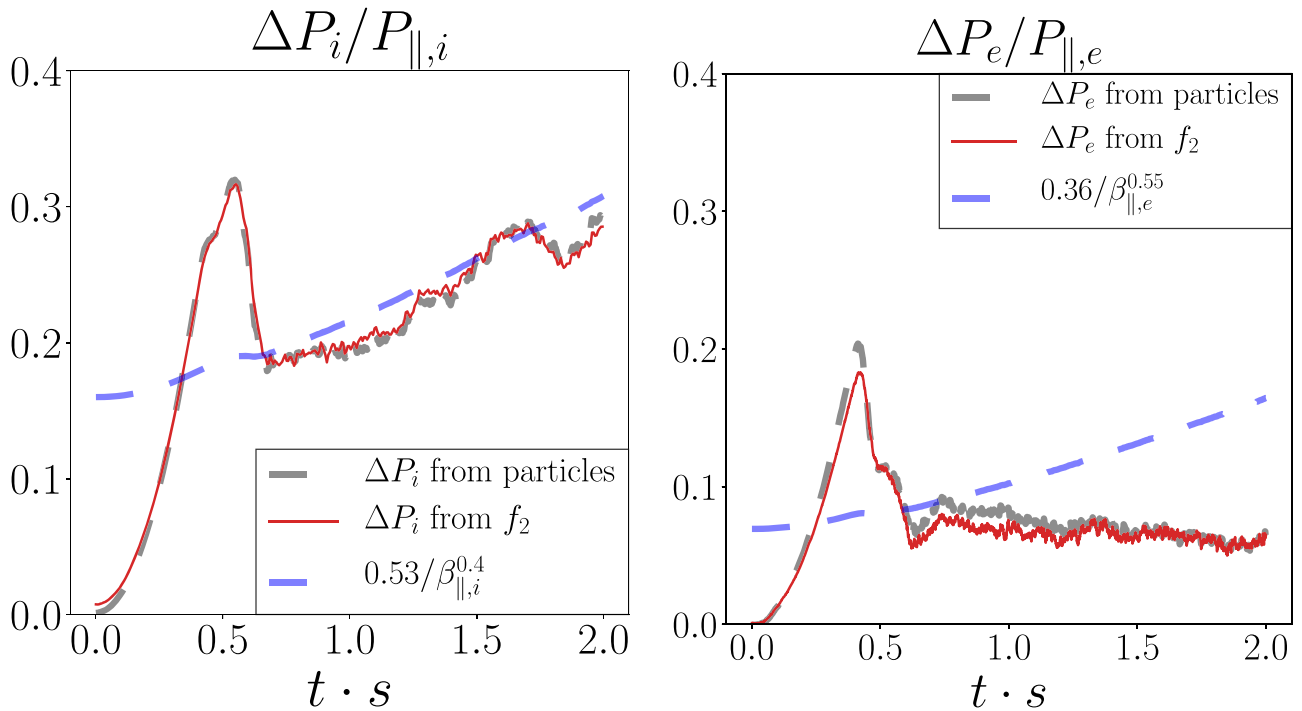 ΔP_i/P_{∥,i}
0.4
0.3
0.2
0.1
0.0
ΔP_i from particles
ΔP_i from f_2
0.53/β_{∥,i}^{0.4}
0.0 0.5 1.0 1.5 2.0
t · s
ΔP_e/P_{∥,e}
0.4
0.3
0.2
0.1
0.0
ΔP_e from particles
ΔP_e from f_2
0.36/β_{∥,e}^{0.55}
0.0 0.5 1.0 1.5 2.0
t · s